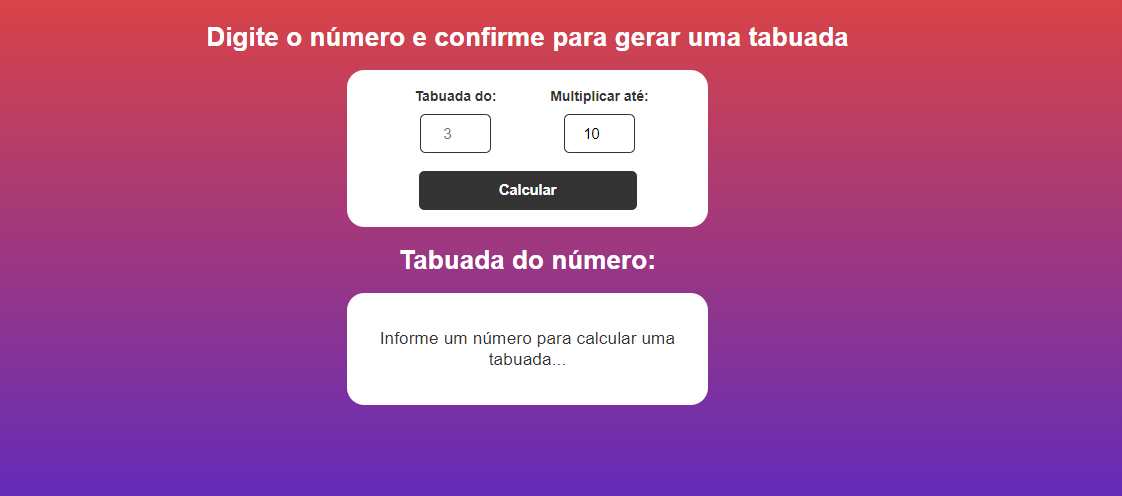 Digite o número e confirme para gerar uma tabuada
Tabuada do: Multiplicar até:
3 10
Calcular
Tabuada do número:
Informe um número para calcular uma
tabuada...